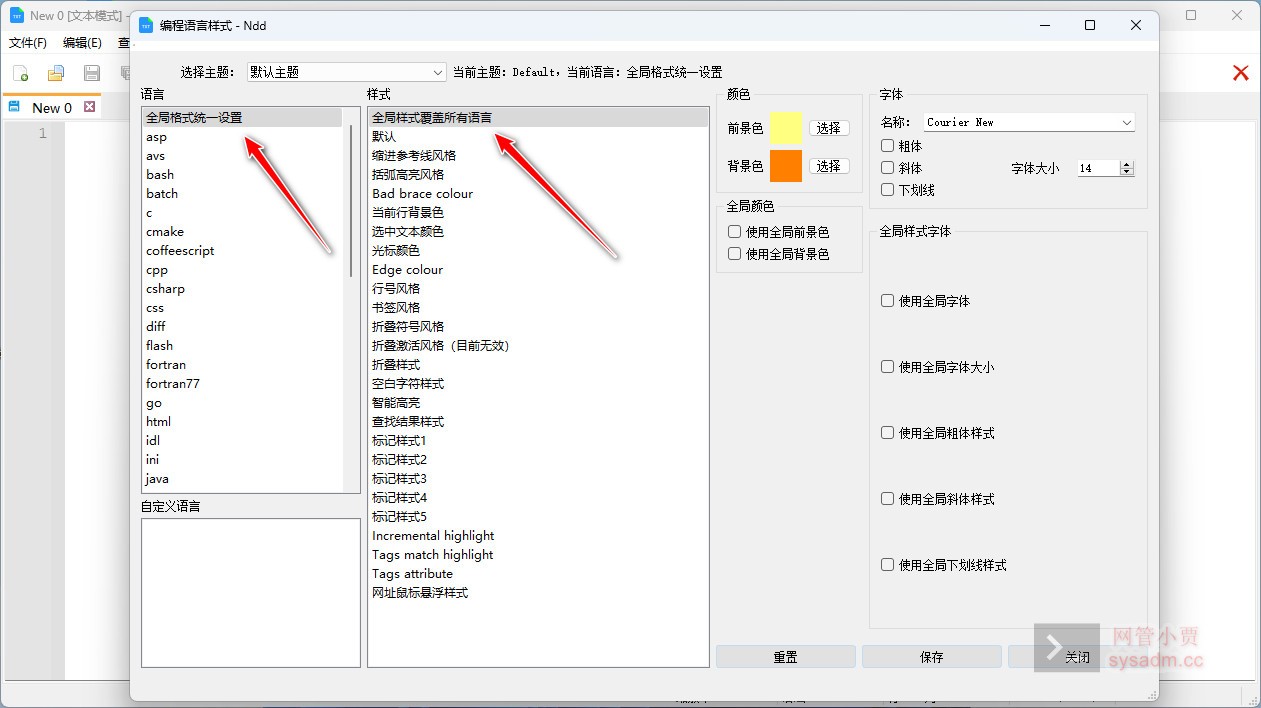 New 0 [文本模式] -
编程语言样式 - Ndd
文件(F) 编辑(E) 查
选择主题： 默认主题 当前主题：Default，当前语言：全局格式统一设置
New 0
1
语言
全局格式统一设置
asp
avs
bash
batch
c
cmake
coffeescript
cpp
csharp
css
diff
flash
fortran
fortran77
go
html
idl
ini
java
自定义语言
样式
全局样式覆盖所有语言
默认
缩进参考线风格
括弧高亮风格
Bad brace colour
当前行背景色
选中文本颜色
光标颜色
Edge colour
行号风格
书签风格
折叠符号风格
折叠激活风格（目前无效）
折叠样式
空白字符样式
智能高亮
查找结果样式
标记样式1
标记样式2
标记样式3
标记样式4
标记样式5
Incremental highlight
Tags match highlight
Tags attribute
网址鼠标悬浮样式
颜色
前景色 选择
背景色 选择
全局颜色
使用全局前景色
使用全局背景色
字体
名称： Courier New
粗体
斜体 字体大小 14
下划线
全局样式字体
使用全局字体
使用全局字体大小
使用全局粗体样式
使用全局斜体样式
使用全局下划线样式
重置 保存 关闭
网管小贾
sysadm.cc